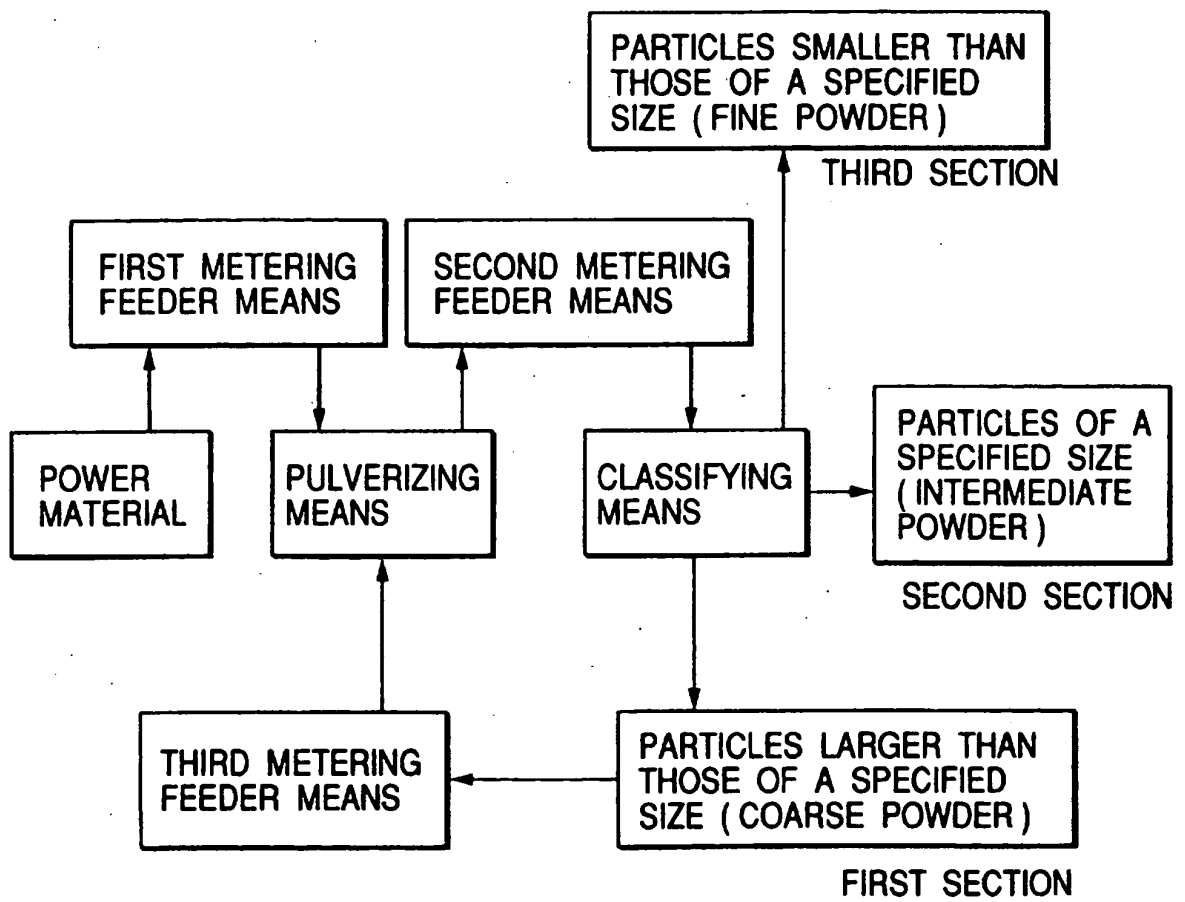 PARTICLES SMALLER THAN
THOSE OF A SPECIFIED
SIZE ( FINE POWDER )
THIRD SECTION
FIRST METERING
FEEDER MEANS
SECOND METERING
FEEDER MEANS
POWER
MATERIAL
PULVERIZING
MEANS
CLASSIFYING
MEANS
PARTICLES OF A
SPECIFIED SIZE
( INTERMEDIATE
POWDER )
SECOND SECTION
THIRD METERING
FEEDER MEANS
PARTICLES LARGER THAN
THOSE OF A SPECIFIED
SIZE ( COARSE POWDER )
FIRST SECTION